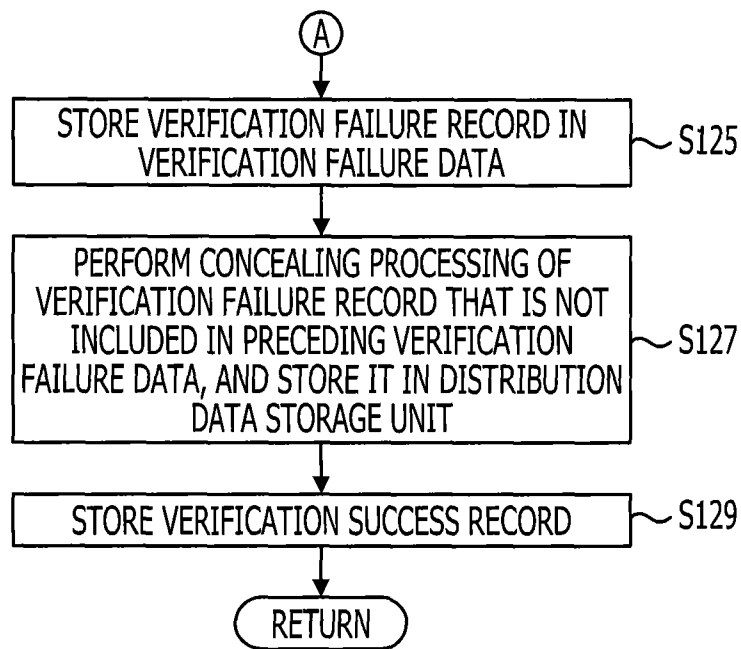 A
STORE VERIFICATION FAILURE RECORD IN
VERIFICATION FAILURE DATA
S125
PERFORM CONCEALING PROCESSING OF
VERIFICATION FAILURE RECORD THAT IS NOT
INCLUDED IN PRECEDING VERIFICATION
FAILURE DATA, AND STORE IT IN DISTRIBUTION
DATA STORAGE UNIT
S127
STORE VERIFICATION SUCCESS RECORD
S129
RETURN